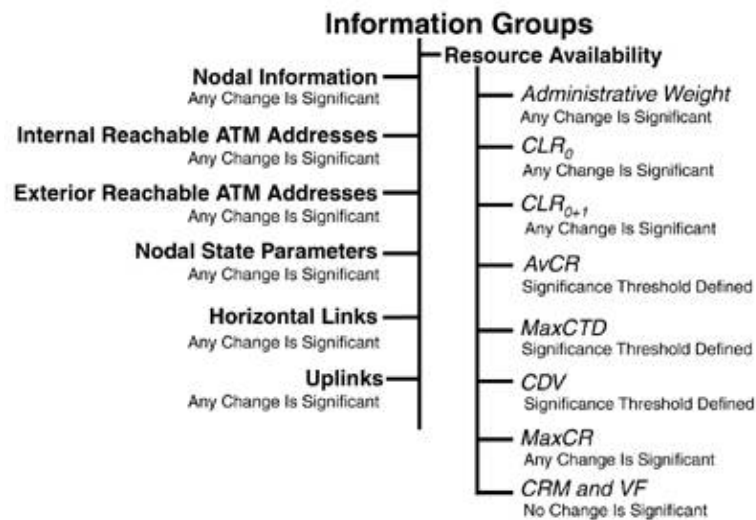 Information Groups
Resource Availability
Nodal Information
Any Change Is Significant
Internal Reachable ATM Addresses
Any Change Is Significant
Exterior Reachable ATM Addresses
Any Change Is Significant
Nodal State Parameters
Any Change Is Significant
Horizontal Links
Any Change Is Significant
Uplinks
Any Change Is Significant
Administrative Weight
Any Change Is Significant
CLR0
Any Change Is Significant
CLR0+1
Any Change Is Significant
AvCR
Significance Threshold Defined
MaxCTD
Significance Threshold Defined
CDV
Significance Threshold Defined
MaxCR
Any Change Is Significant
CRM and VF
No Change Is Significant